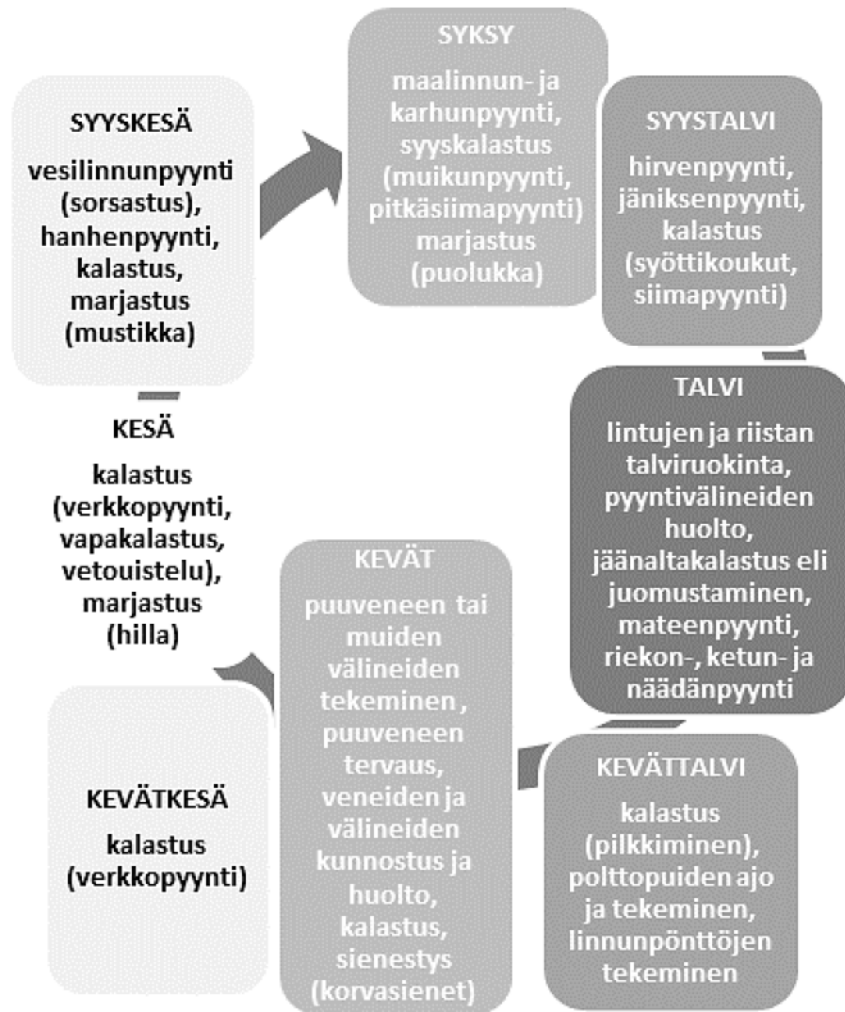 SYKSY
maalinnun- ja
karhunpyynti,
syyskalastus
(muikunpyynti,
pitkäsiimapyynti)
marjastus
(puolukka)
SYYSTALVI
hirvenpyynti,
jäniksenpyynti,
kalastus
(syöttikoukut,
siimapyynti)
TALVI
lintujen ja riistan
talviruokinta,
pyyntivälineiden
huolto,
jäänaltakalastus eli
juomustaminen,
mateenpyynti,
riekon-, ketun- ja
näädänpyynti
KEVÄTTALVI
kalastus
(pilkkiminen),
polttopuiden ajo
ja tekeminen,
linnunpönttöjen
tekeminen
KEVÄT
puuveneen tai
muiden
välineiden
tekeminen ,
puuveneen
tervaus,
veneiden ja
välineiden
kunnostus ja
huolto,
kalastus,
sienestys
(korvasienet)
KEVÄTKESÄ
kalastus
(verkkopyynti)
KESÄ
kalastus
(verkkopyynti,
vapakalastus,
vetouistelu),
marjastus
(hilla)
SYYSKESÄ
vesilinnunpyynti
(sorsastus),
hanhenpyynti,
kalastus,
marjastus
(mustikka)